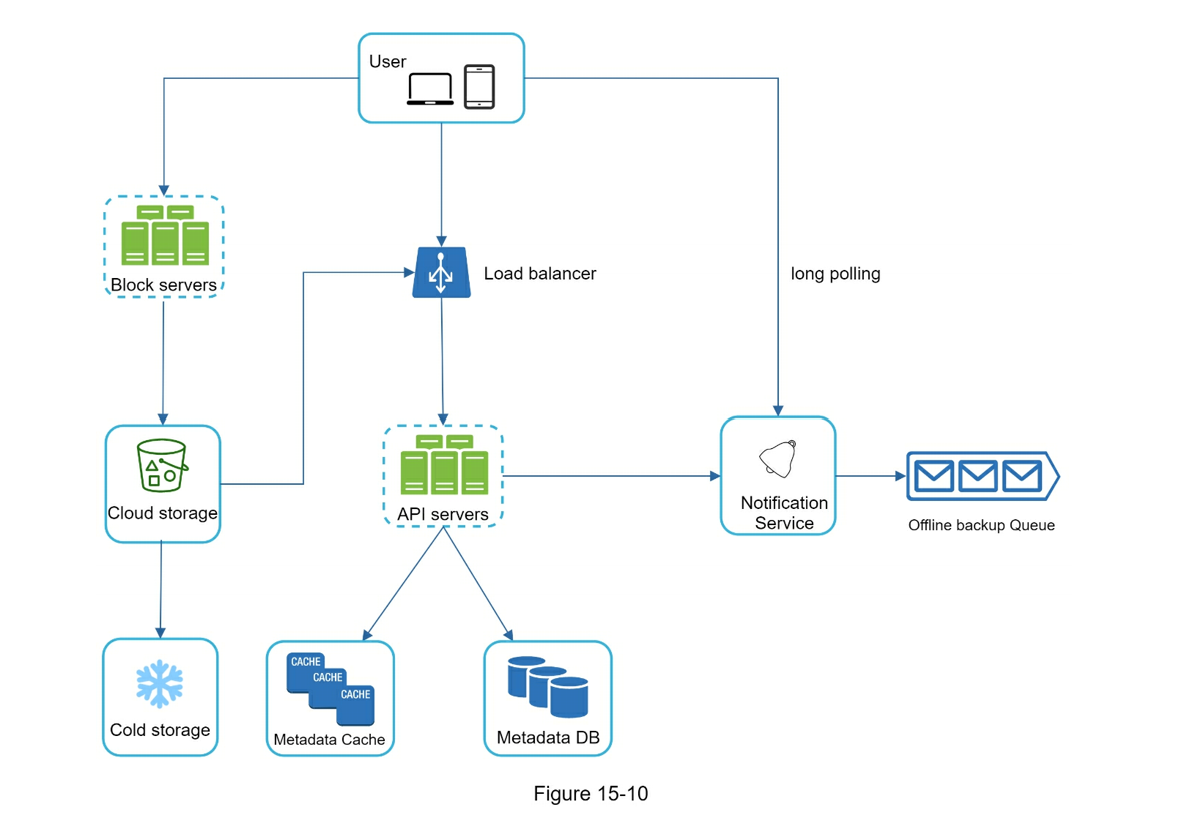 User
Block servers
Load balancer
long polling
Cloud storage
API servers
Notification
Service
Offline backup Queue
Cold storage
CACHE
CACHE
CACHE
Metadata Cache
Metadata DB
Figure 15-10